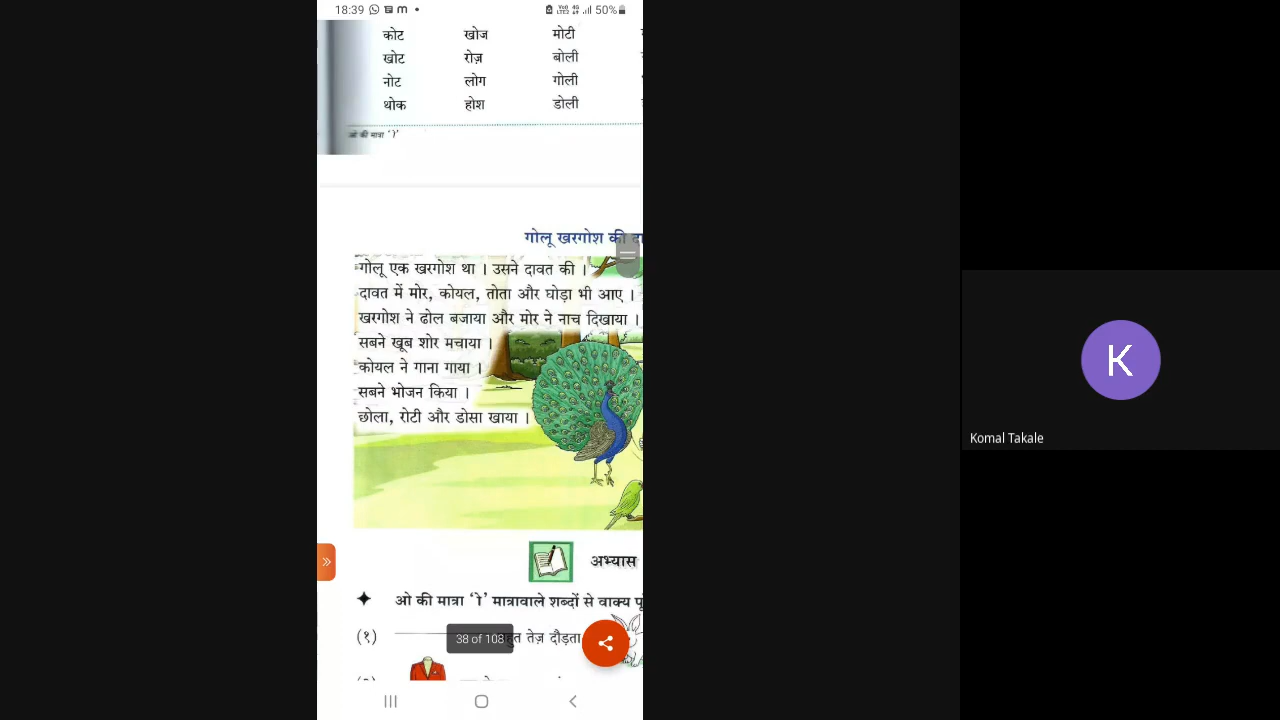 18:39
50%
कोट खोज मोटी
खोट रोज़ बोली
नोट लोग गोली
थोक होश डोली
ओ की मात्रा 'ो'
गोलू खरगोश की
गोलू एक खरगोश था । उसने दावत की ।
दावत में मोर, कोयल, तोता और घोड़ा भी आए ।
खरगोश ने ढोल बजाया और मोर ने नाच दिखाया ।
सबने खूब शोर मचाया ।
कोयल ने गाना गाया ।
सबने भोजन किया ।
छोला, रोटी और डोसा खाया ।
अभ्यास
ओ की मात्रा 'ो' मात्रावाले शब्दों से वाक्य
(१) तेज़ दौड़ता
38 of 108
K
Komal Takale